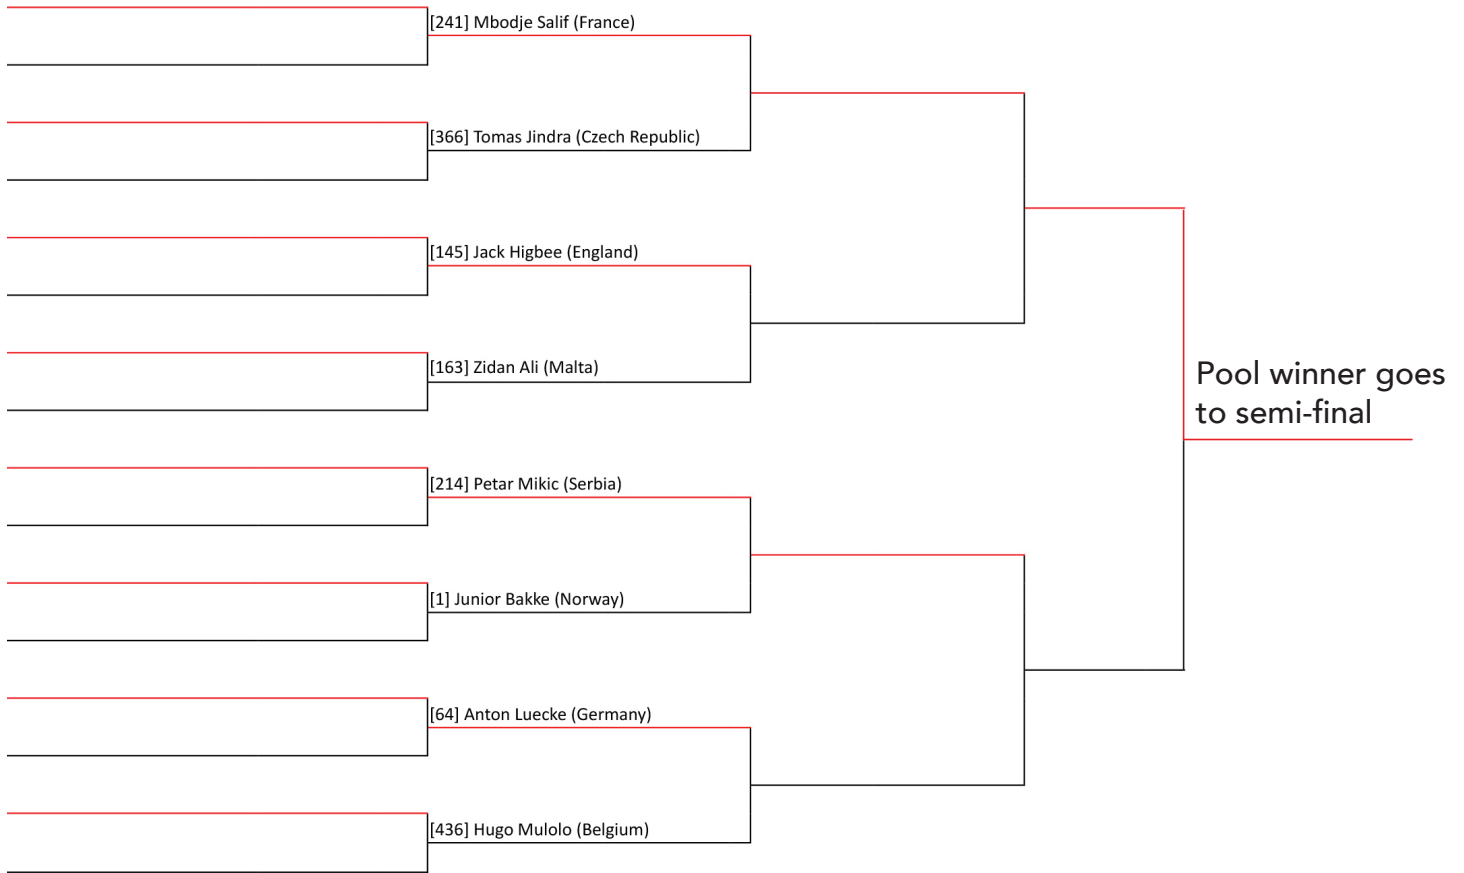 [241] Mbodje Salif (France)
[366] Tomas Jindra (Czech Republic)
[145] Jack Higbee (England)
[163] Zidan Ali (Malta)
Pool winner goes
to semi-final
[214] Petar Mikic (Serbia)
[1] Junior Bakke (Norway)
[64] Anton Luecke (Germany)
[436] Hugo Mulolo (Belgium)